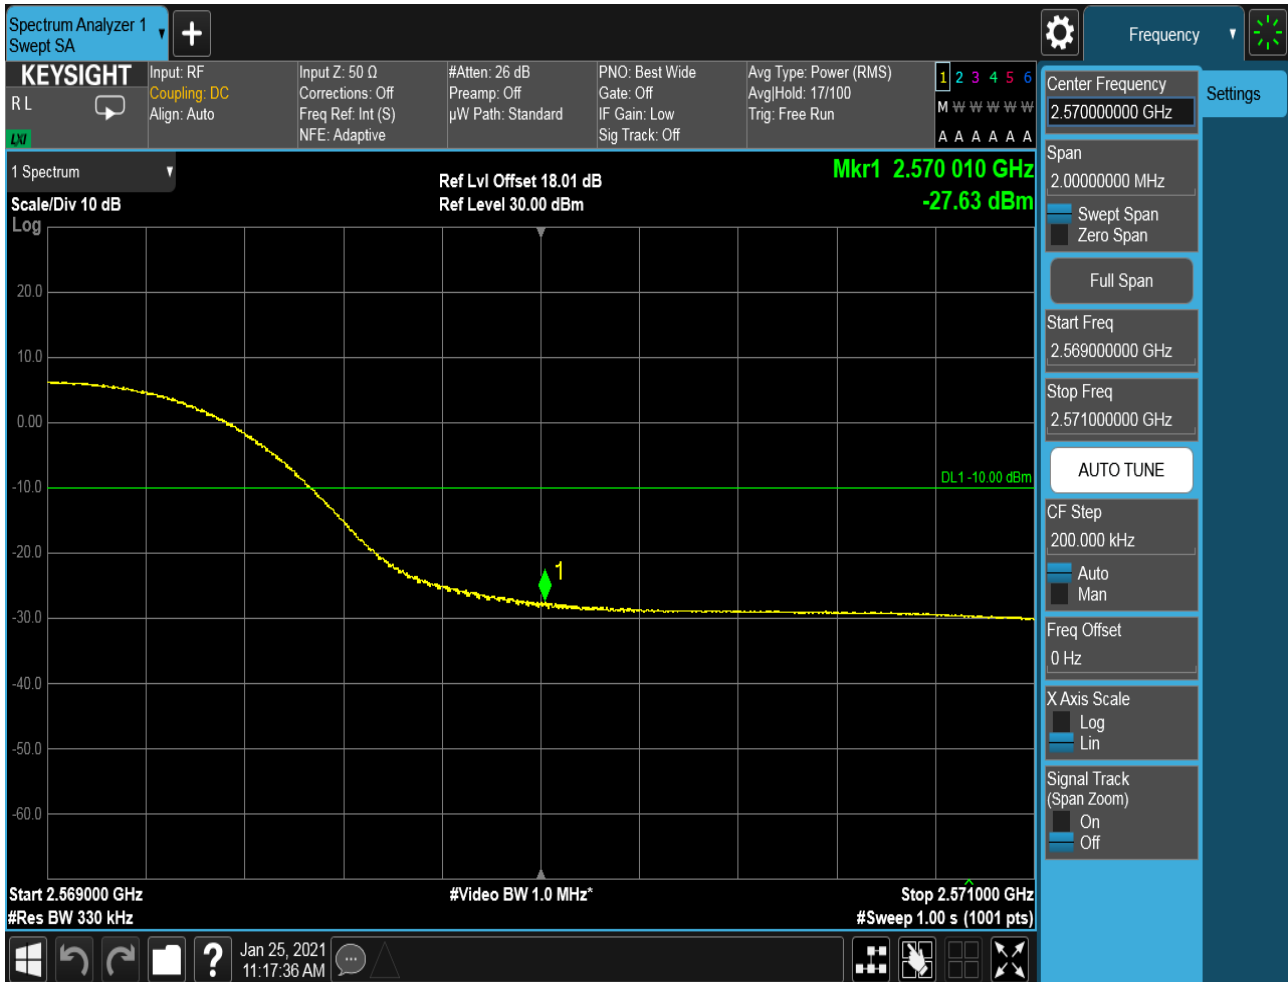 Spectrum Analyzer 1
Swept SA
Frequency
KEYSIGHT
R L
LXI
Input: RF
Coupling: DC
Align: Auto
Input Z: 50 Ω
Corrections: Off
Freq Ref: Int (S)
NFE: Adaptive
#Atten: 26 dB
Preamp: Off
µW Path: Standard
PNO: Best Wide
Gate: Off
IF Gain: Low
Sig Track: Off
Avg Type: Power (RMS)
Avg|Hold: 17/100
Trig: Free Run
1 2 3 4 5 6
M W W W W W
A A A A A A
Settings
1 Spectrum
Scale/Div 10 dB
Log
Ref Lvl Offset 18.01 dB
Ref Level 30.00 dBm
Mkr1 2.570 010 GHz
-27.63 dBm
20.0
10.0
0.00
-10.0
-20.0
-30.0
-40.0
-50.0
-60.0
DL1 -10.00 dBm
1
Start 2.569000 GHz
#Res BW 330 kHz
#Video BW 1.0 MHz*
Stop 2.571000 GHz
#Sweep 1.00 s (1001 pts)
Center Frequency
2.570000000 GHz
Span
2.00000000 MHz
Swept Span
Zero Span
Full Span
Start Freq
2.569000000 GHz
Stop Freq
2.571000000 GHz
AUTO TUNE
CF Step
200.000 kHz
Auto
Man
Freq Offset
0 Hz
X Axis Scale
Log
Lin
Signal Track
(Span Zoom)
On
Off
?
Jan 25, 2021
11:17:36 AM